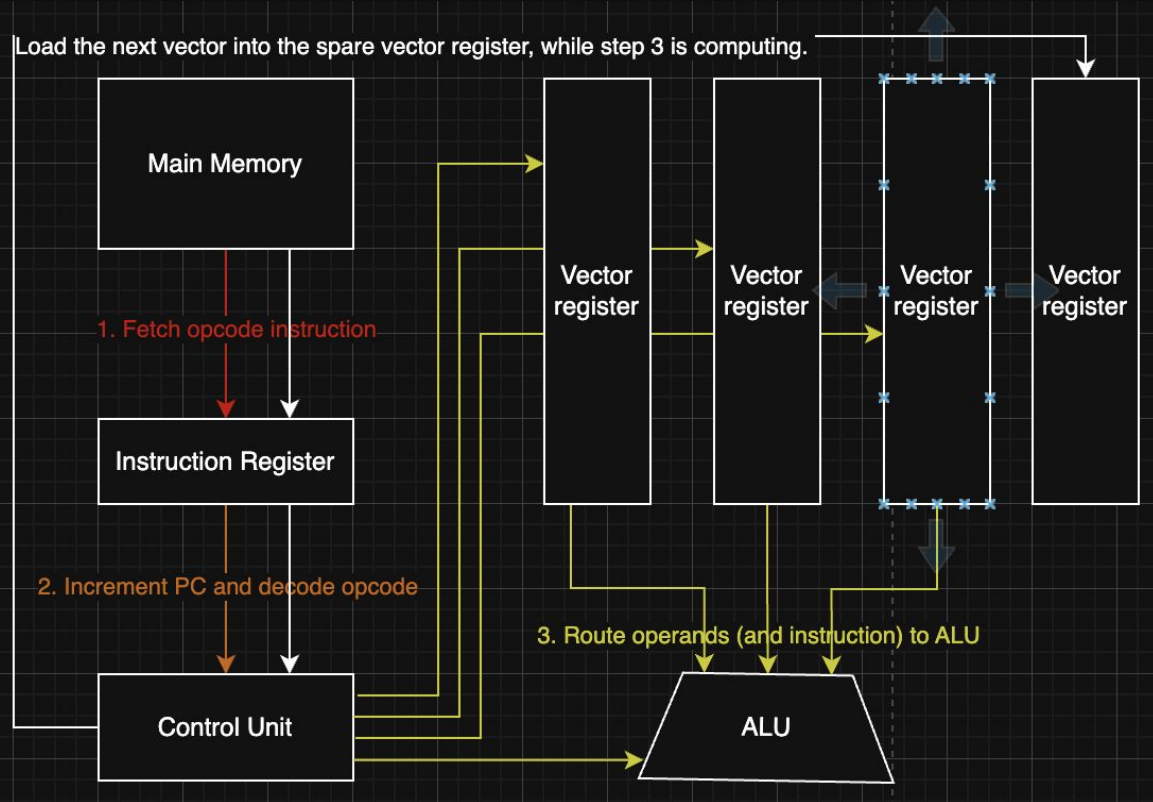 Load the next vector into the spare vector register, while step 3 is computing.
Main Memory
1. Fetch opcode instruction
Instruction Register
2. Increment PC and decode opcode
Control Unit
Vector
register
Vector
register
Vector
register
Vector
register
3. Route operands (and instruction) to ALU
ALU